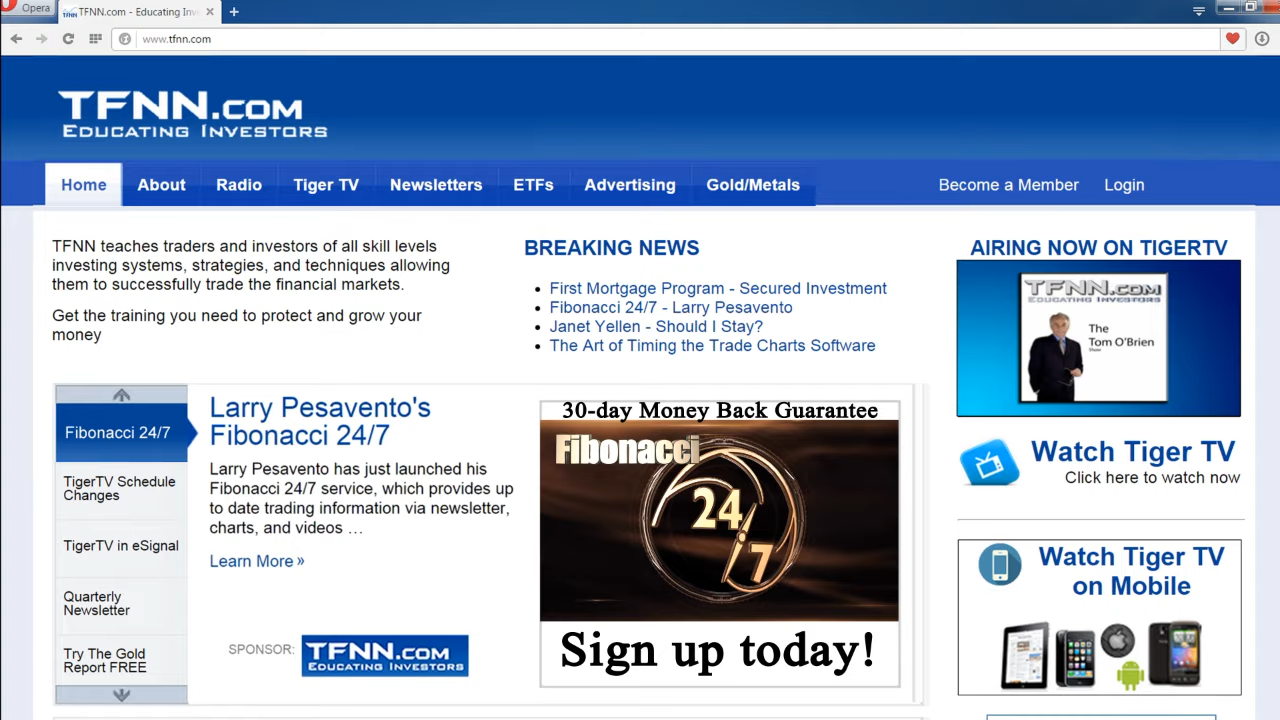 Opera
TFNN.com - Educating Inv
www.tfnn.com
TFNN.com
Educating Investors
Home
About
Radio
Tiger TV
Newsletters
ETFs
Advertising
Gold/Metals
Become a Member
Login
TFNN teaches traders and investors of all skill levels
investing systems, strategies, and techniques allowing
them to successfully trade the financial markets.
Get the training you need to protect and grow your
money
BREAKING NEWS
First Mortgage Program - Secured Investment
Fibonacci 24/7 - Larry Pesavento
Janet Yellen - Should I Stay?
The Art of Timing the Trade Charts Software
AIRING NOW ON TIGERTV
TFNN.com
Educating Investors
The
Tom O'Brien
Show
Watch Tiger TV
Click here to watch now
Watch Tiger TV
on Mobile
Fibonacci 24/7
TigerTV Schedule
Changes
TigerTV in eSignal
Quarterly
Newsletter
Try The Gold
Report FREE
Larry Pesavento's
Fibonacci 24/7
Larry Pesavento has just launched his
Fibonacci 24/7 service, which provides up
to date trading information via newsletter,
charts, and videos …
Learn More »
SPONSOR:
TFNN.com
Educating Investors
30-day Money Back Guarantee
Fibonacci
24
7
Sign up today!